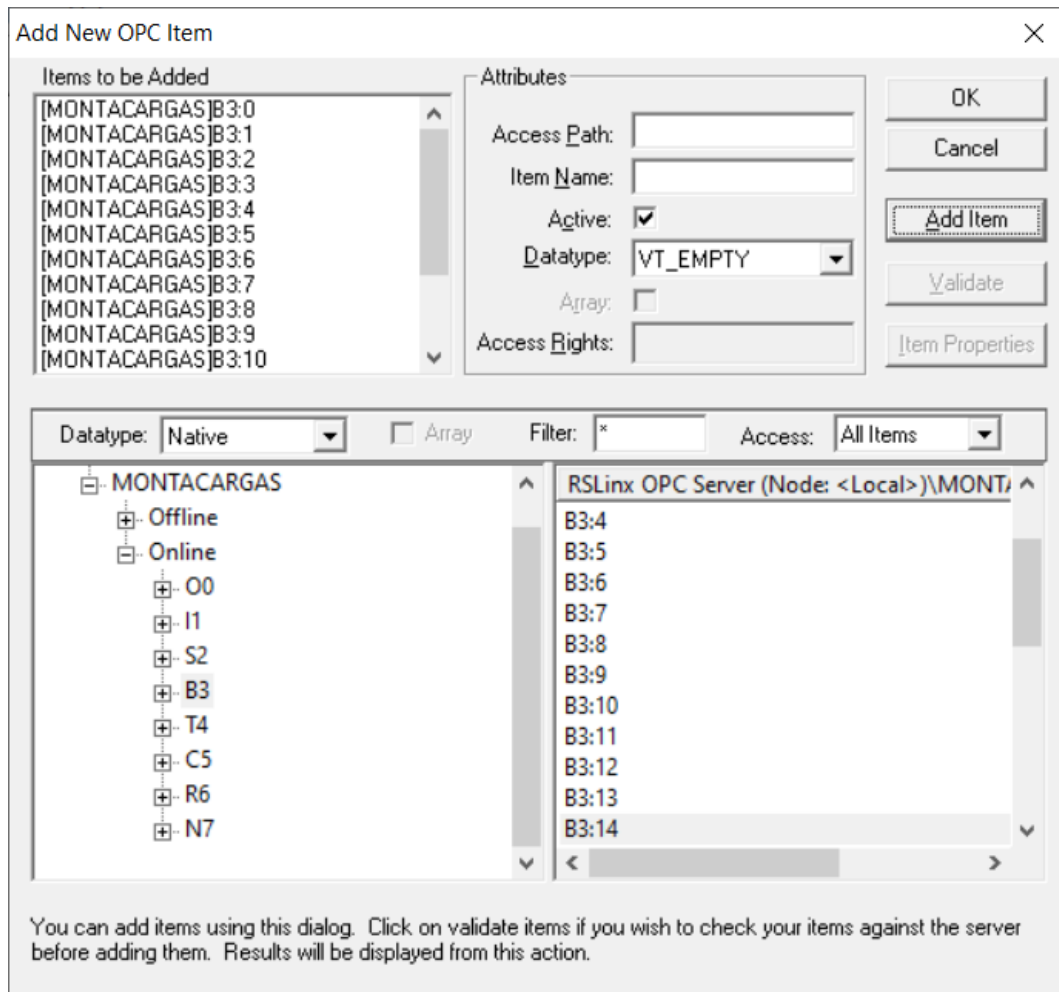 Add New OPC Item
Items to be Added
[MONTACARGAS]B3:0
[MONTACARGAS]B3:1
[MONTACARGAS]B3:2
[MONTACARGAS]B3:3
[MONTACARGAS]B3:4
[MONTACARGAS]B3:5
[MONTACARGAS]B3:6
[MONTACARGAS]B3:7
[MONTACARGAS]B3:8
[MONTACARGAS]B3:9
[MONTACARGAS]B3:10
Attributes
Access Path:
Item Name:
Active:
Datatype: VT_EMPTY
Array:
Access Rights:
OK
Cancel
Add Item
Validate
Item Properties
Datatype: Native
Array
Filter: *
Access: All Items
MONTACARGAS
Offline
Online
O0
I1
S2
B3
T4
C5
R6
N7
RSLinx OPC Server (Node: <Local>)\MONTA
B3:4
B3:5
B3:6
B3:7
B3:8
B3:9
B3:10
B3:11
B3:12
B3:13
B3:14
You can add items using this dialog. Click on validate items if you wish to check your items against the server
before adding them. Results will be displayed from this action.